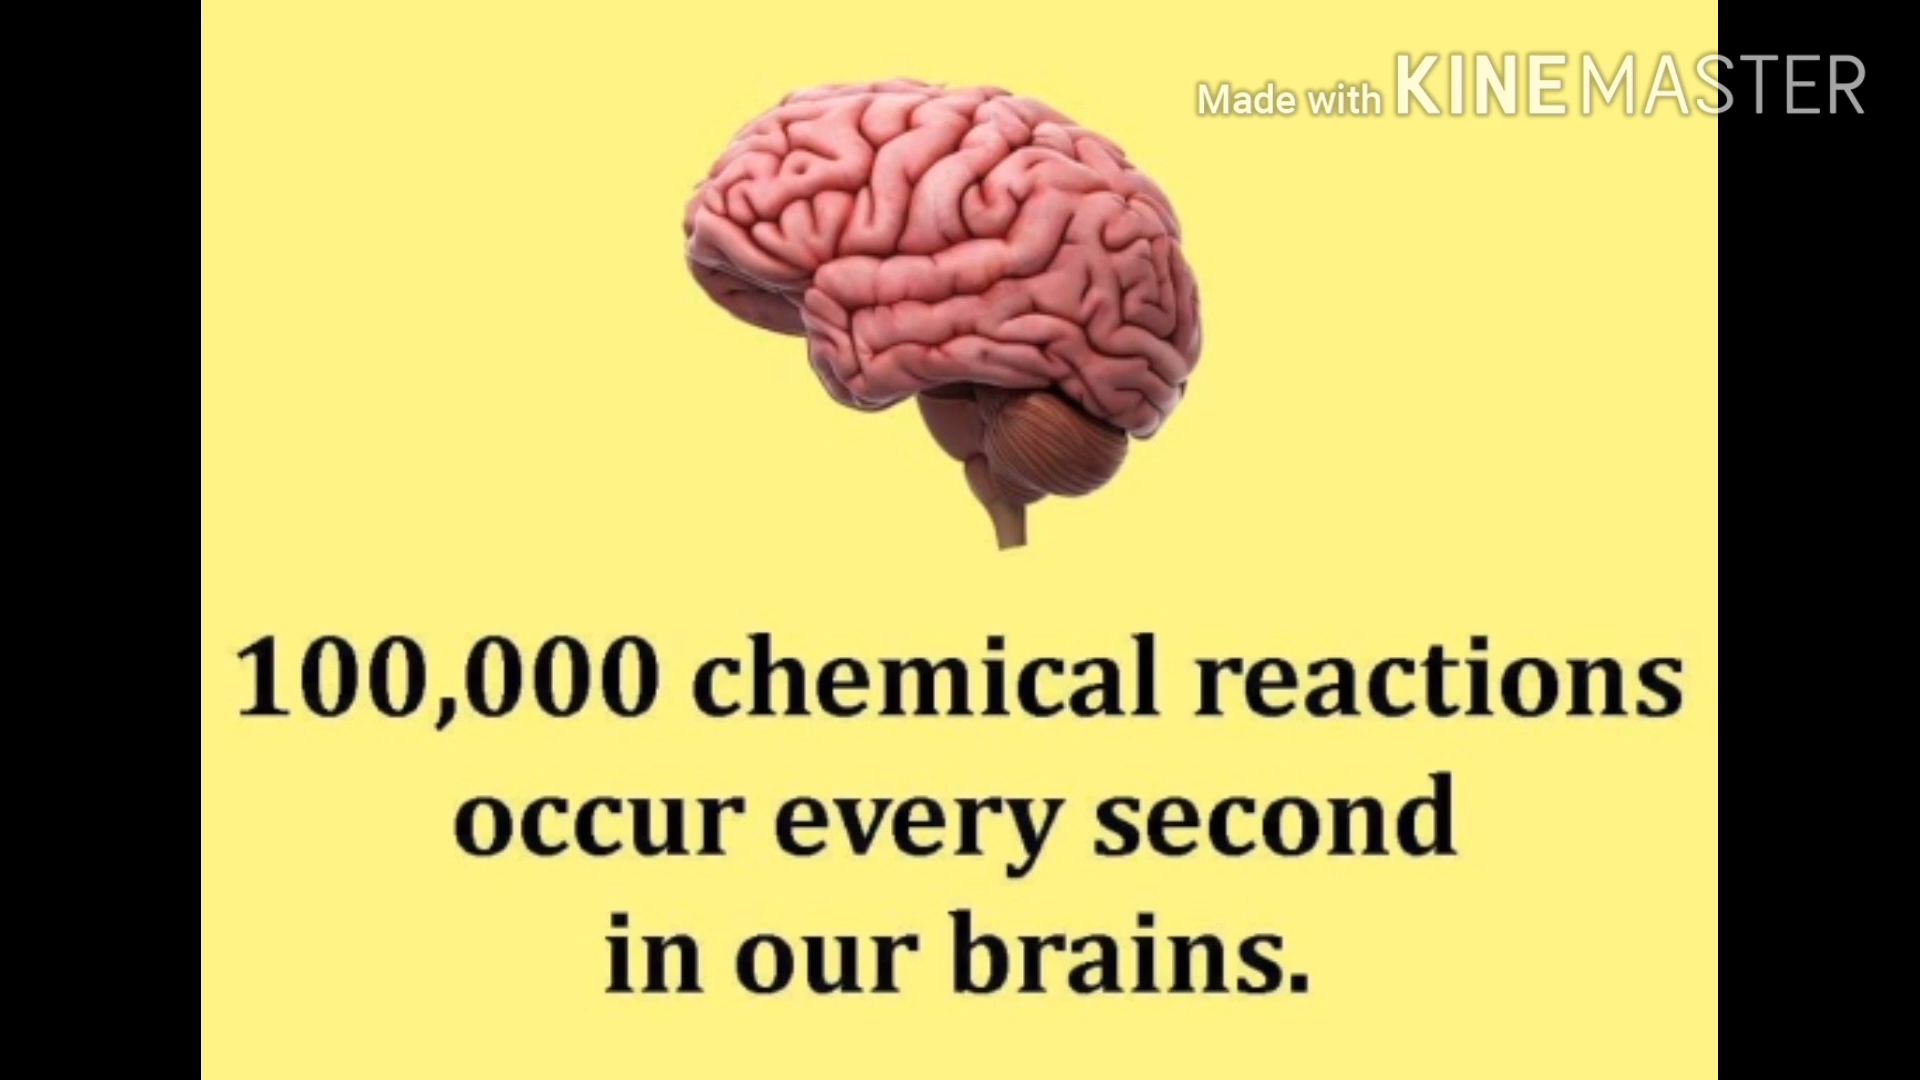 Made with KINEMASTER
100,000 chemical reactions
occur every second
in our brains.